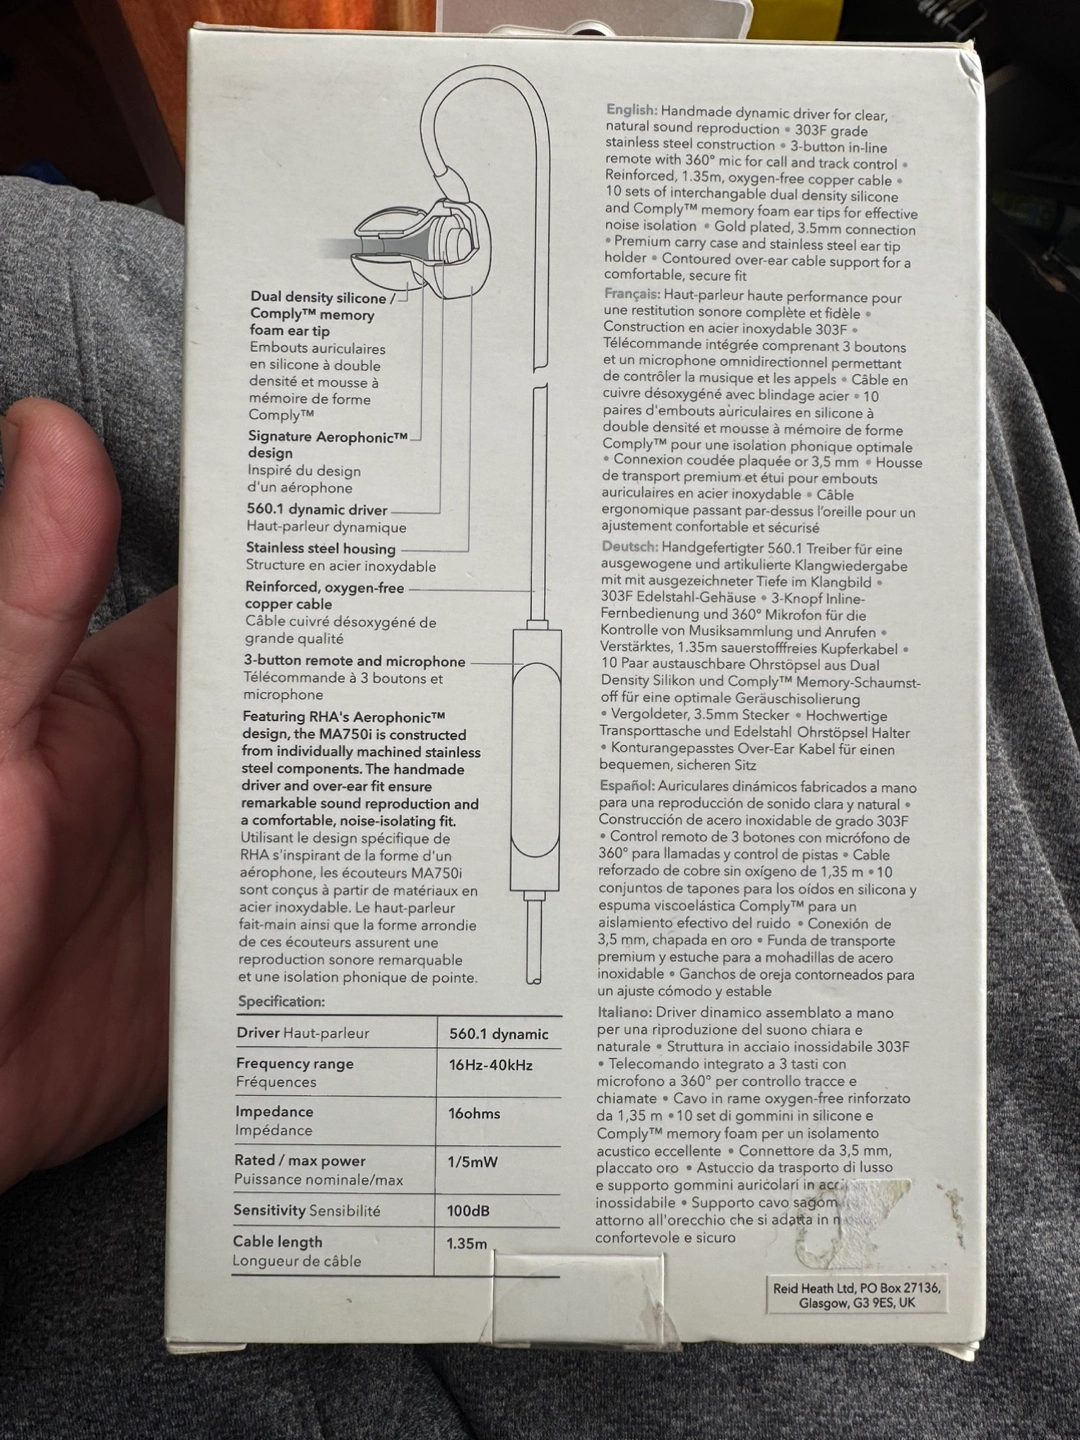 Dual density silicone /
Comply™ memory
foam ear tip
Embouts auriculaires
en silicone à double
densité et mousse à
mémoire de forme
Comply™
Signature Aerophonic™
design
Inspiré du design
d'un aérophone
560.1 dynamic driver
Haut-parleur dynamique
Stainless steel housing
Structure en acier inoxydable
Reinforced, oxygen-free
copper cable
Câble cuivré désoxygéné de
grande qualité
3-button remote and microphone
Télécommande à 3 boutons et
microphone
Featuring RHA's Aerophonic™
design, the MA750i is constructed
from individually machined stainless
steel components. The handmade
driver and over-ear fit ensure
remarkable sound reproduction and
a comfortable, noise-isolating fit.
Utilisant le design spécifique de
RHA s'inspirant de la forme d'un
aérophone, les écouteurs MA750i
sont conçus à partir de matériaux en
acier inoxydable. Le haut-parleur
fait-main ainsi que la forme arrondie
de ces écouteurs assurent une
reproduction sonore remarquable
et une isolation phonique de pointe.
Specification:
Driver Haut-parleur 560.1 dynamic
Frequency range 16Hz-40kHz
Fréquences
Impedance 16ohms
Impédance
Rated / max power 1/5mW
Puissance nominale/max
Sensitivity Sensibilité 100dB
Cable length 1.35m
Longueur de câble
English: Handmade dynamic driver for clear,
natural sound reproduction • 303F grade
stainless steel construction • 3-button in-line
remote with 360° mic for call and track control •
Reinforced, 1.35m, oxygen-free copper cable •
10 sets of interchangable dual density silicone
and Comply™ memory foam ear tips for effective
noise isolation • Gold plated, 3.5mm connection
• Premium carry case and stainless steel ear tip
holder • Contoured over-ear cable support for a
comfortable, secure fit
Français: Haut-parleur haute performance pour
une restitution sonore complète et fidèle •
Construction en acier inoxydable 303F •
Télécommande intégrée comprenant 3 boutons
et un microphone omnidirectionnel permettant
de contrôler la musique et les appels • Câble en
cuivre désoxygéné avec blindage acier • 10
paires d'embouts auriculaires en silicone à
double densité et mousse à mémoire de forme
Comply™ pour une isolation phonique optimale
• Connexion coudée plaquée or 3,5 mm • Housse
de transport premium et étui pour embouts
auriculaires en acier inoxydable • Câble
ergonomique passant par-dessus l'oreille pour un
ajustement confortable et sécurisé
Deutsch: Handgefertigter 560.1 Treiber für eine
ausgewogene und artikulierte Klangwiedergabe
mit mit ausgezeichneter Tiefe im Klangbild •
303F Edelstahl-Gehäuse • 3-Knopf Inline-
Fernbedienung und 360° Mikrofon für die
Kontrolle von Musiksammlung und Anrufen •
Verstärktes, 1.35m sauerstofffreies Kupferkabel •
10 Paar austauschbare Ohrstöpsel aus Dual
Density Silikon und Comply™ Memory-Schaumst-
off für eine optimale Geräuschisolierung
• Vergoldeter, 3.5mm Stecker • Hochwertige
Transporttasche und Edelstahl Ohrstöpsel Halter
• Konturangepasstes Over-Ear Kabel für einen
bequemen, sicheren Sitz
Español: Auriculares dinámicos fabricados a mano
para una reproducción de sonido clara y natural •
Construcción de acero inoxidable de grado 303F
• Control remoto de 3 botones con micrófono de
360° para llamadas y control de pistas • Cable
reforzado de cobre sin oxígeno de 1,35 m • 10
conjuntos de tapones para los oídos en silicona y
espuma viscoelástica Comply™ para un
aislamiento efectivo del ruido • Conexión de
3,5 mm, chapada en oro • Funda de transporte
premium y estuche para a mohadillas de acero
inoxidable • Ganchos de oreja contorneados para
un ajuste cómodo y estable
Italiano: Driver dinamico assemblato a mano
per una riproduzione del suono chiara e
naturale • Struttura in acciaio inossidabile 303F
• Telecomando integrato a 3 tasti con
microfono a 360° per controllo tracce e
chiamate • Cavo in rame oxygen-free rinforzato
da 1,35 m • 10 set di gommini in silicone e
Comply™ memory foam per un isolamento
acustico eccellente • Connettore da 3,5 mm,
placcato oro • Astuccio da trasporto di lusso
e supporto gommini auricolari in
inossidabile • Supporto cavo
attorno all'orecchio che si adatta in
confortevole e sicuro
Reid Heath Ltd, PO Box 27136,
Glasgow, G3 9ES, UK